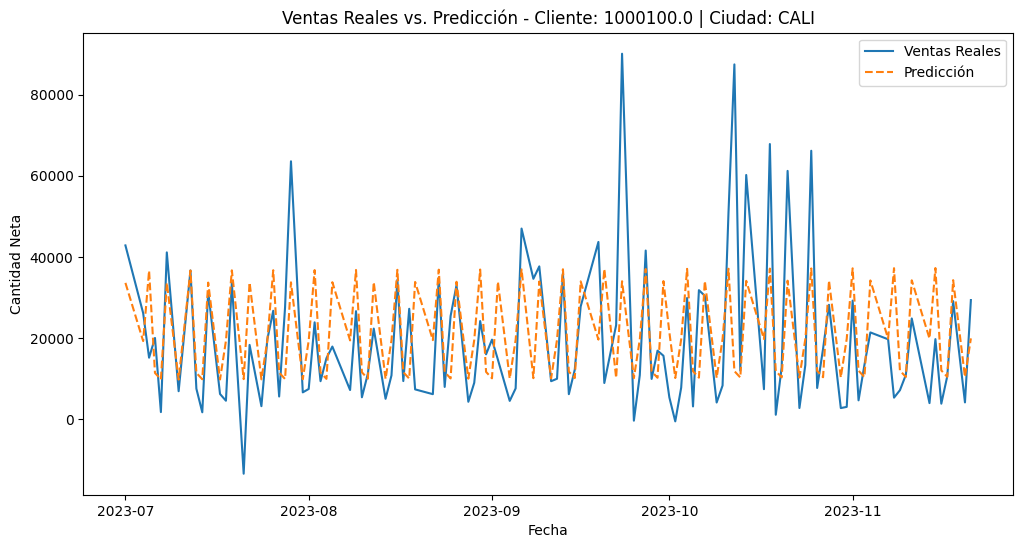 Ventas Reales vs. Predicción - Cliente: 1000100.0 | Ciudad: CALI
Ventas Reales
Predicción
Cantidad Neta
80000
60000
40000
20000
0
2023-07
2023-08
2023-09
2023-10
2023-11
Fecha